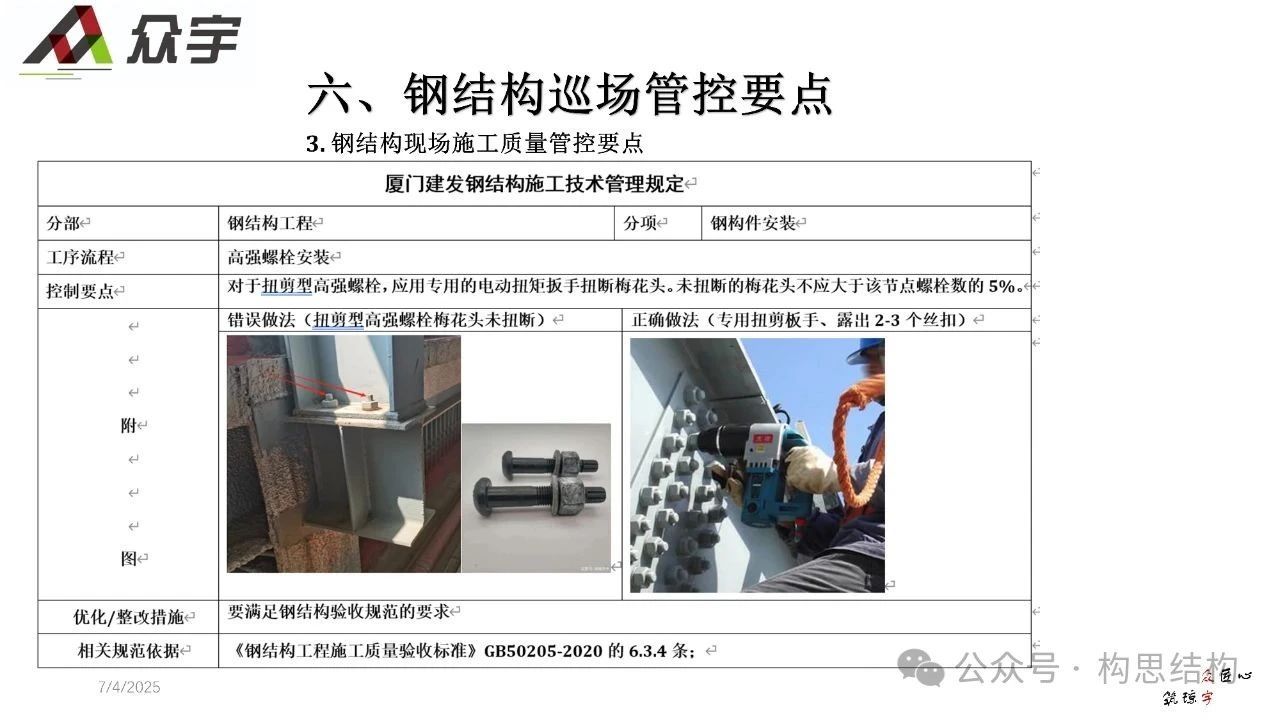 众宇
六、钢结构巡场管控要点
3. 钢结构现场施工质量管控要点
厦门建发钢结构施工技术管理规定
分部 钢结构工程 分项 钢构件安装
工序流程 高强螺栓安装
控制要点 对于扭剪型高强螺栓，应用专用的电动扭矩扳手扭断梅花头。未扭断的梅花头不应大于该节点螺栓数的 5%。
错误做法（扭剪型高强螺栓梅花头未扭断） 正确做法（专用扭剪板手、露出 2-3 个丝扣）
附
图
优化/整改措施 要满足钢结构验收规范的要求
相关规范依据 《钢结构工程施工质量验收标准》GB50205-2020 的 6.3.4 条；
7/4/2025
公众号 · 构思结构
众匠心
筑琼宇